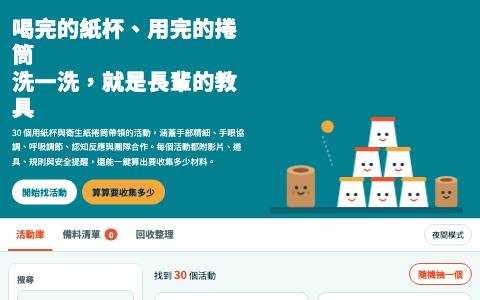 喝完的紙杯、用完的捲
筒
洗一洗，就是長輩的教
具
30 個用紙杯與衛生紙捲筒帶領的活動，涵蓋手部精細、手眼協
調、呼吸調節、認知反應與團隊合作。每個活動都附影片、道
具、規則與安全提醒，還能一鍵算出要收集多少材料。
開始找活動
算算要收集多少
活動庫
備料清單 0
回收整理
夜間模式
搜尋
找到 30 個活動
隨機抽一個